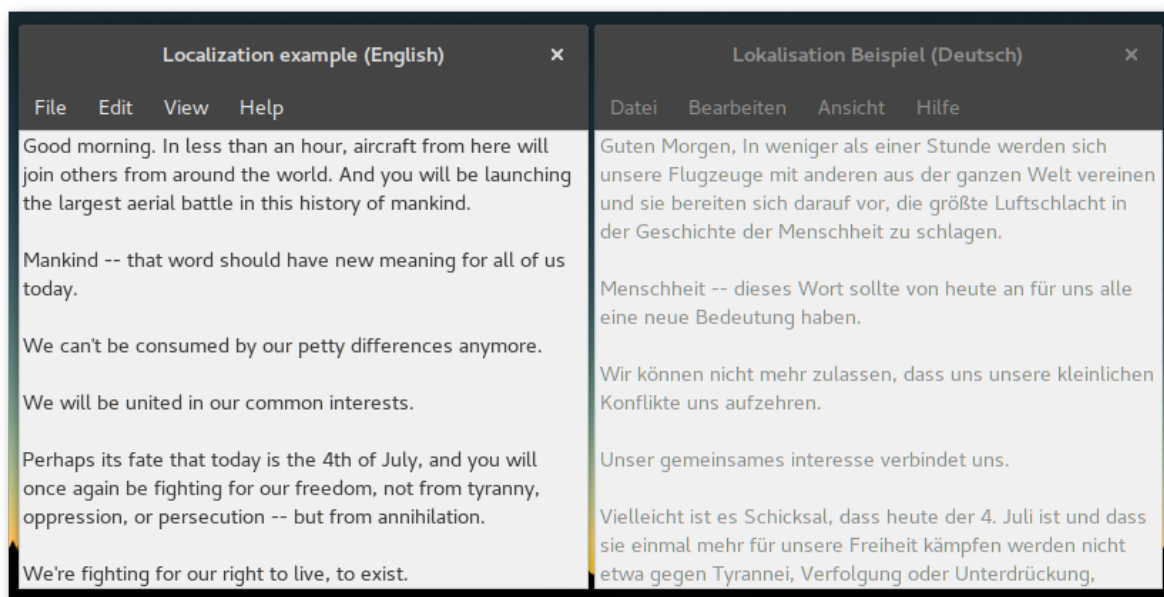 Localization example (English) ×
File Edit View Help
Good morning. In less than an hour, aircraft from here will
join others from around the world. And you will be launching
the largest aerial battle in this history of mankind.
Mankind -- that word should have new meaning for all of us
today.
We can't be consumed by our petty differences anymore.
We will be united in our common interests.
Perhaps its fate that today is the 4th of July, and you will
once again be fighting for our freedom, not from tyranny,
oppression, or persecution -- but from annihilation.
We're fighting for our right to live, to exist.
Lokalisation Beispiel (Deutsch) ×
Datei Bearbeiten Ansicht Hilfe
Guten Morgen, In weniger als einer Stunde werden sich
unsere Flugzeuge mit anderen aus der ganzen Welt vereinen
und sie bereiten sich darauf vor, die größte Luftschlacht in
der Geschichte der Menschheit zu schlagen.
Menschheit -- dieses Wort sollte von heute an für uns alle
eine neue Bedeutung haben.
Wir können nicht mehr zulassen, dass uns unsere kleinlichen
Konflikte uns aufzehren.
Unser gemeinsames interesse verbindet uns.
Vielleicht ist es Schicksal, dass heute der 4. Juli ist und dass
sie einmal mehr für unsere Freiheit kämpfen werden nicht
etwa gegen Tyrannei, Verfolgung oder Unterdrückung,